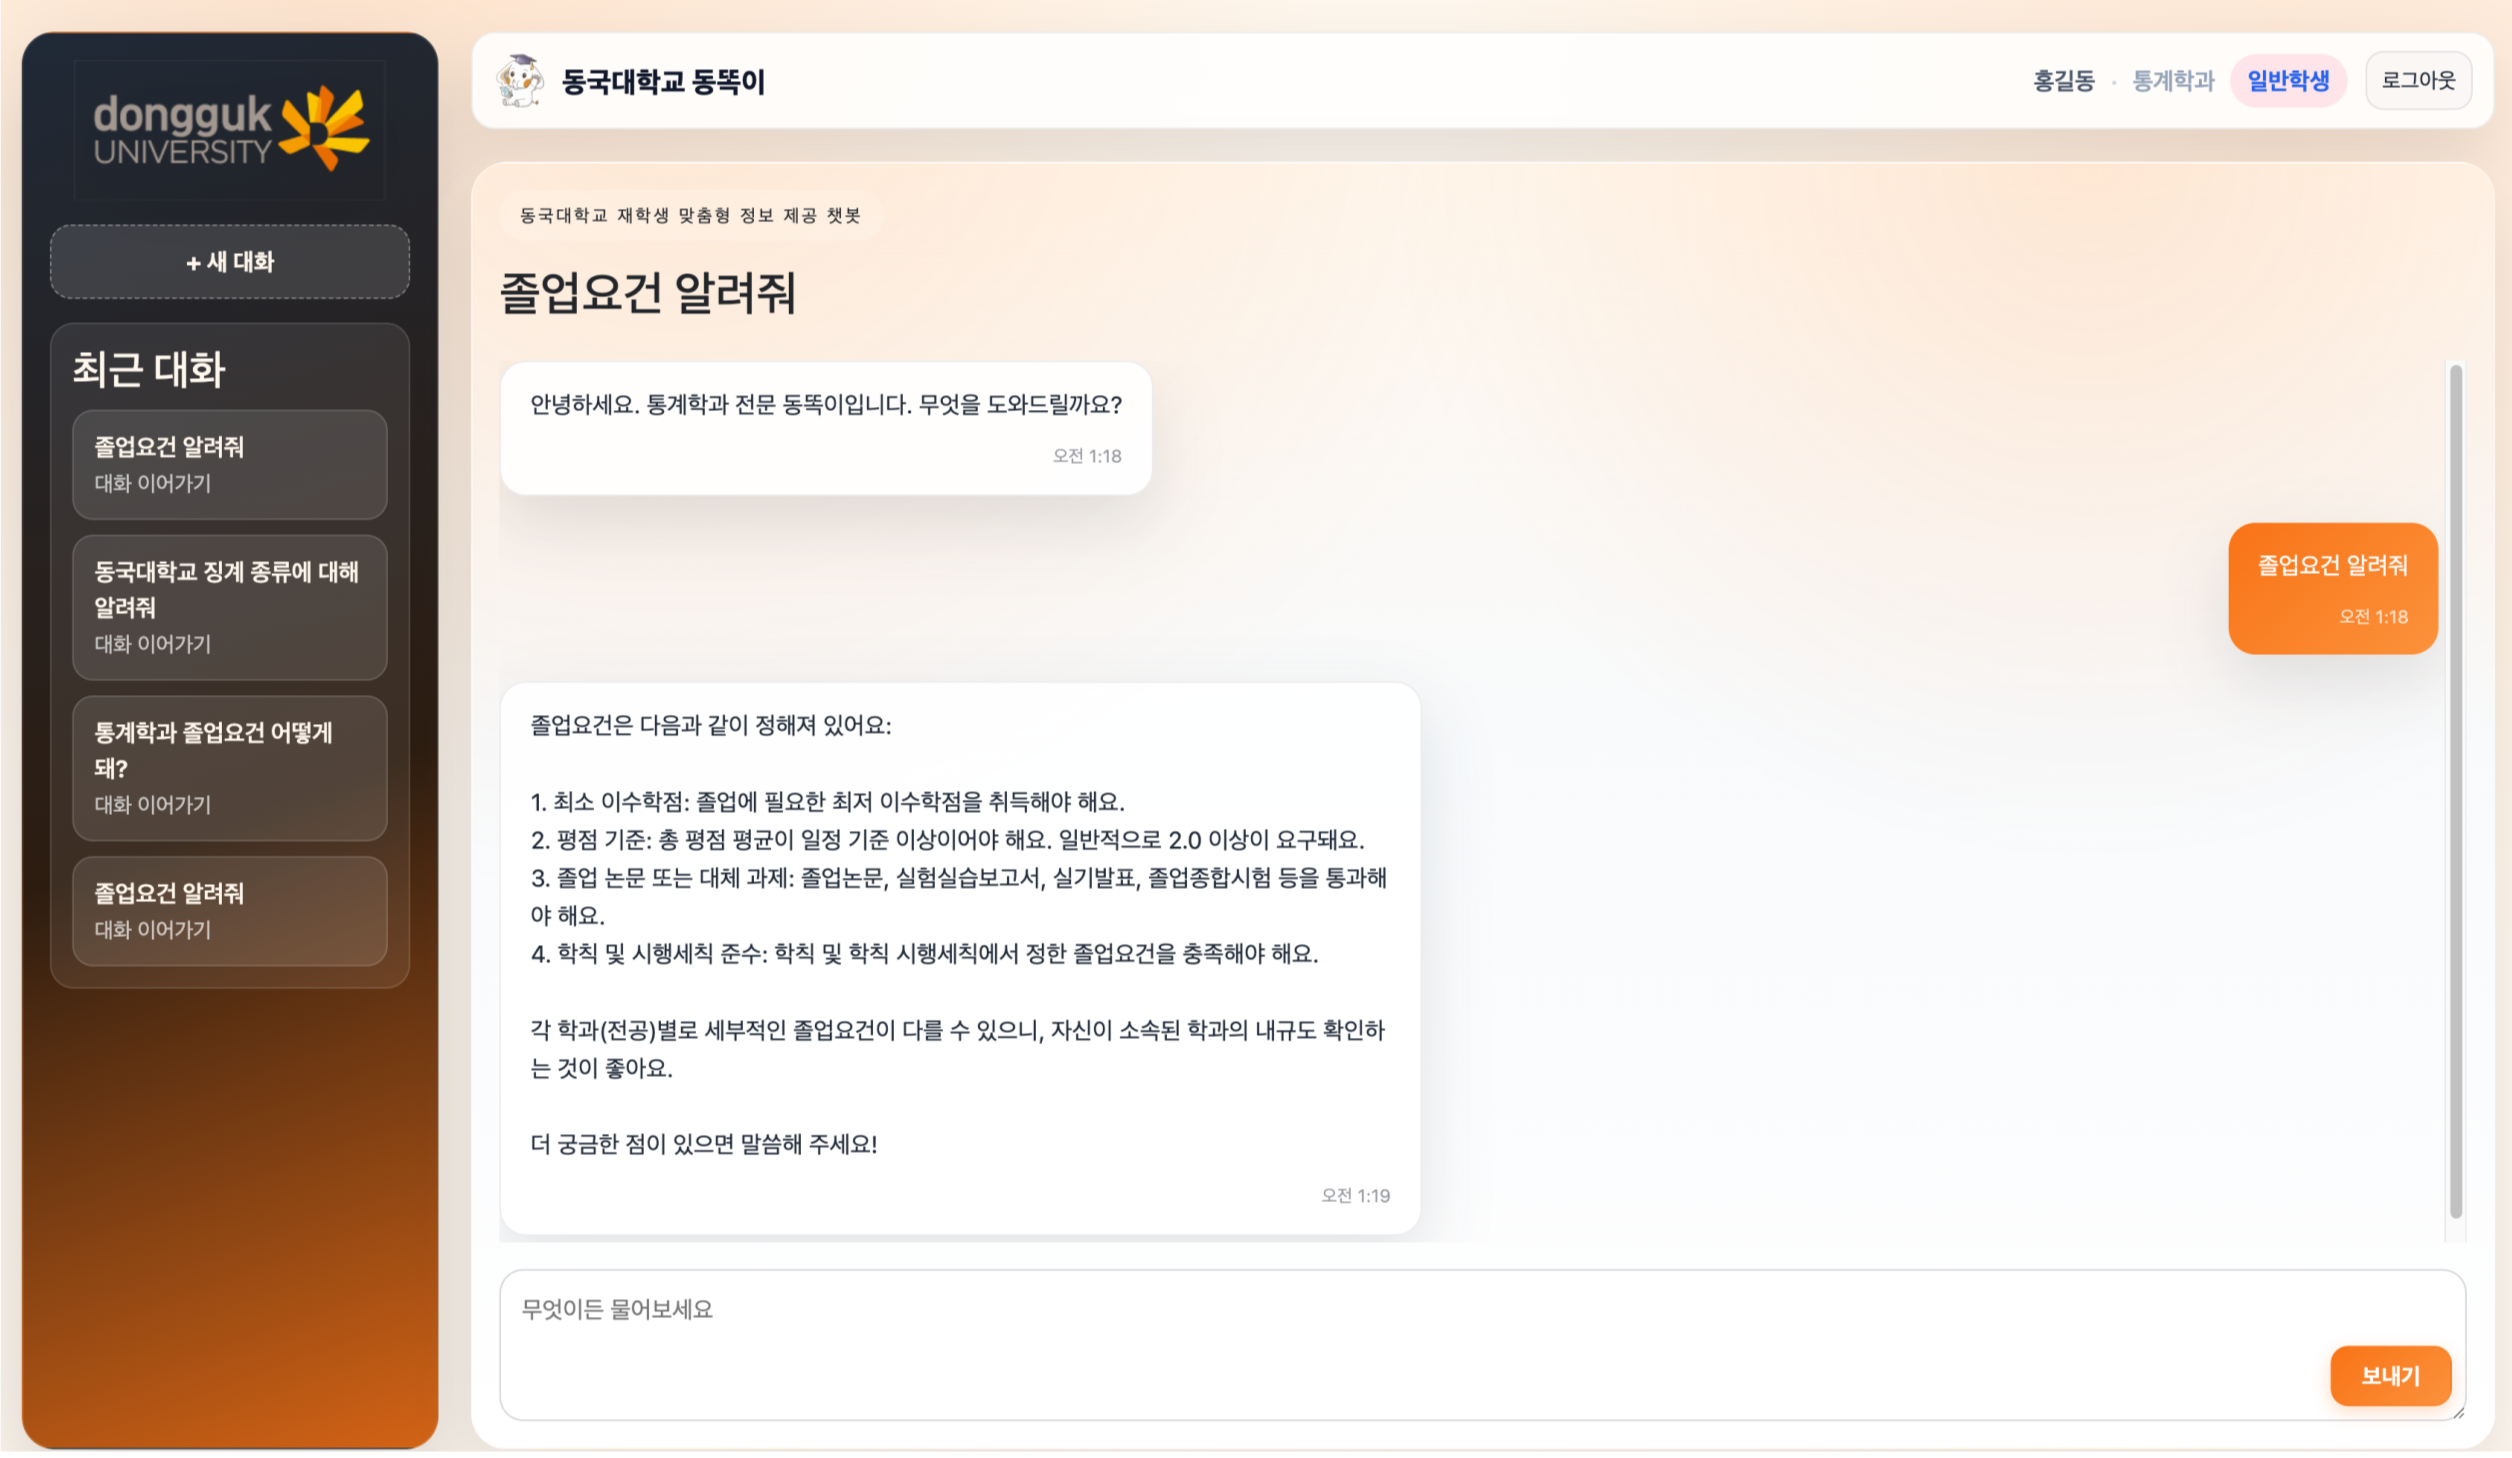 dongguk
UNIVERSITY
+ 새 대화
최근 대화
졸업요건 알려줘
대화 이어가기
동국대학교 징계 종류에 대해
알려줘
대화 이어가기
통계학과 졸업요건 어떻게
돼?
대화 이어가기
졸업요건 알려줘
대화 이어가기
동국대학교 동똑이
홍길동 · 통계학과 일반학생 로그아웃
동국대학교 재학생 맞춤형 정보 제공 챗봇
졸업요건 알려줘
안녕하세요. 통계학과 전문 동똑이입니다. 무엇을 도와드릴까요?
오전 1:18
졸업요건 알려줘
오전 1:18
졸업요건은 다음과 같이 정해져 있어요:
1. 최소 이수학점: 졸업에 필요한 최저 이수학점을 취득해야 해요.
2. 평점 기준: 총 평점 평균이 일정 기준 이상이어야 해요. 일반적으로 2.0 이상이 요구돼요.
3. 졸업 논문 또는 대체 과제: 졸업논문, 실험실습보고서, 실기발표, 졸업종합시험 등을 통과해
야 해요.
4. 학칙 및 시행세칙 준수: 학칙 및 학칙 시행세칙에서 정한 졸업요건을 충족해야 해요.
각 학과(전공)별로 세부적인 졸업요건이 다를 수 있으니, 자신이 소속된 학과의 내규도 확인하
는 것이 좋아요.
더 궁금한 점이 있으면 말씀해 주세요!
오전 1:19
무엇이든 물어보세요
보내기